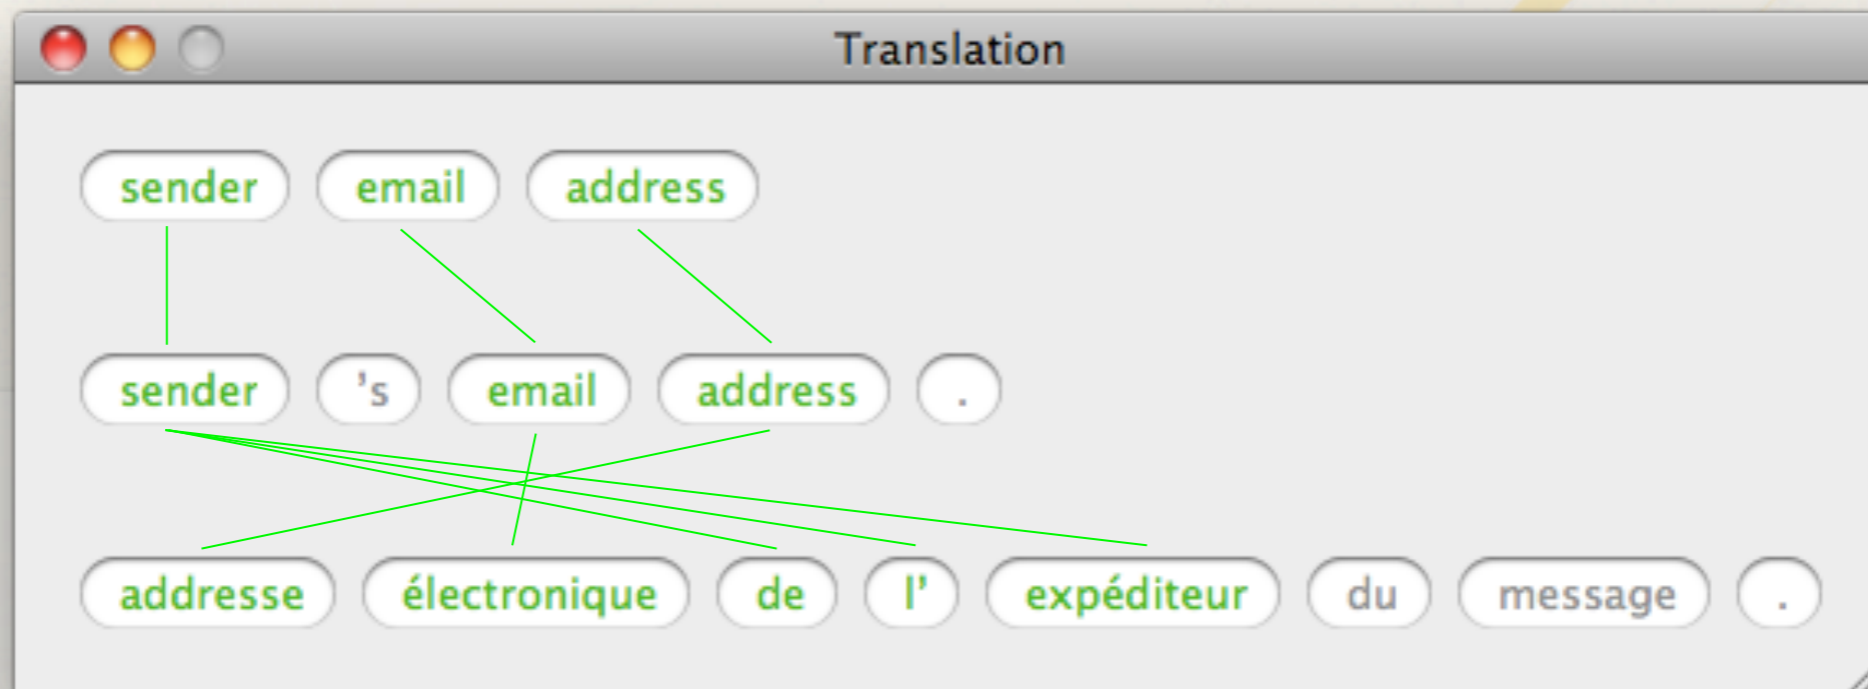 Translation
sender email address
sender 's email address .
addresse électronique de l' expéditeur du message .